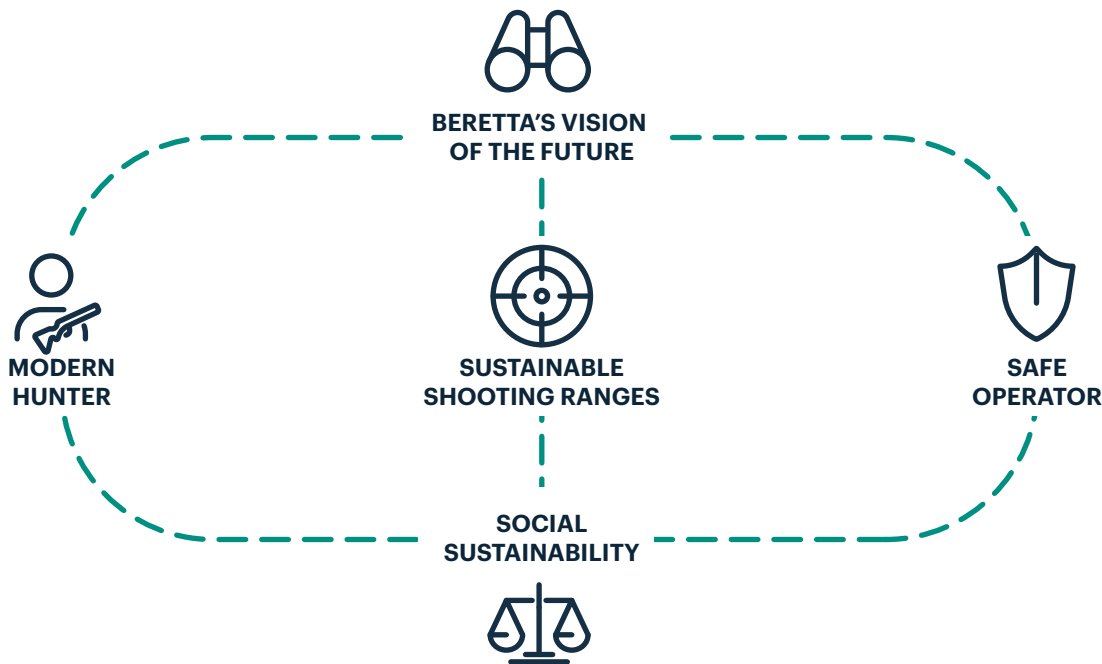 BERETTA'S VISION
OF THE FUTURE
MODERN
HUNTER
SUSTAINABLE
SHOOTING RANGES
SAFE
OPERATOR
SOCIAL
SUSTAINABILITY